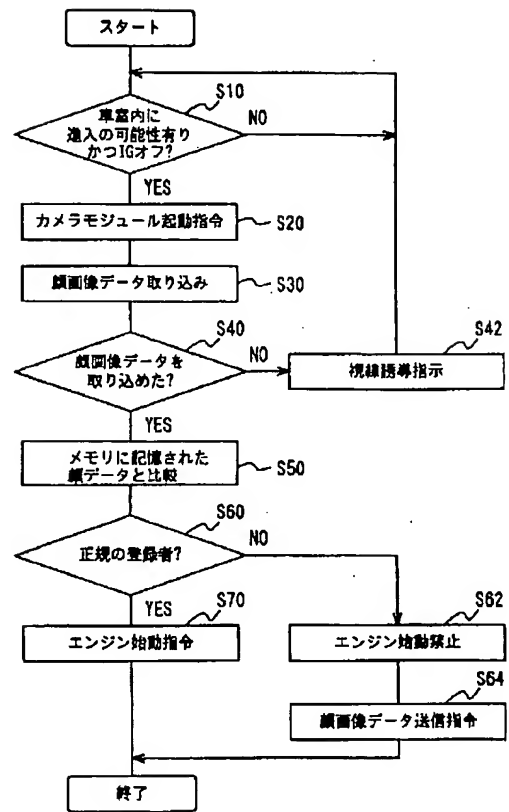 スタート
S10
車室内に
進入の可能性有り
かつIGオフ?
NO
YES
カメラモジュール起動指令
S20
顔画像データ取り込み
S30
S40
顔画像データを
取り込めた?
NO
S42
視線誘導指示
YES
メモリに記憶された
顔データと比較
S50
S60
正規の登録者?
NO
YES
S70
エンジン始動指令
S62
エンジン始動禁止
S64
顔画像データ送信指令
終了